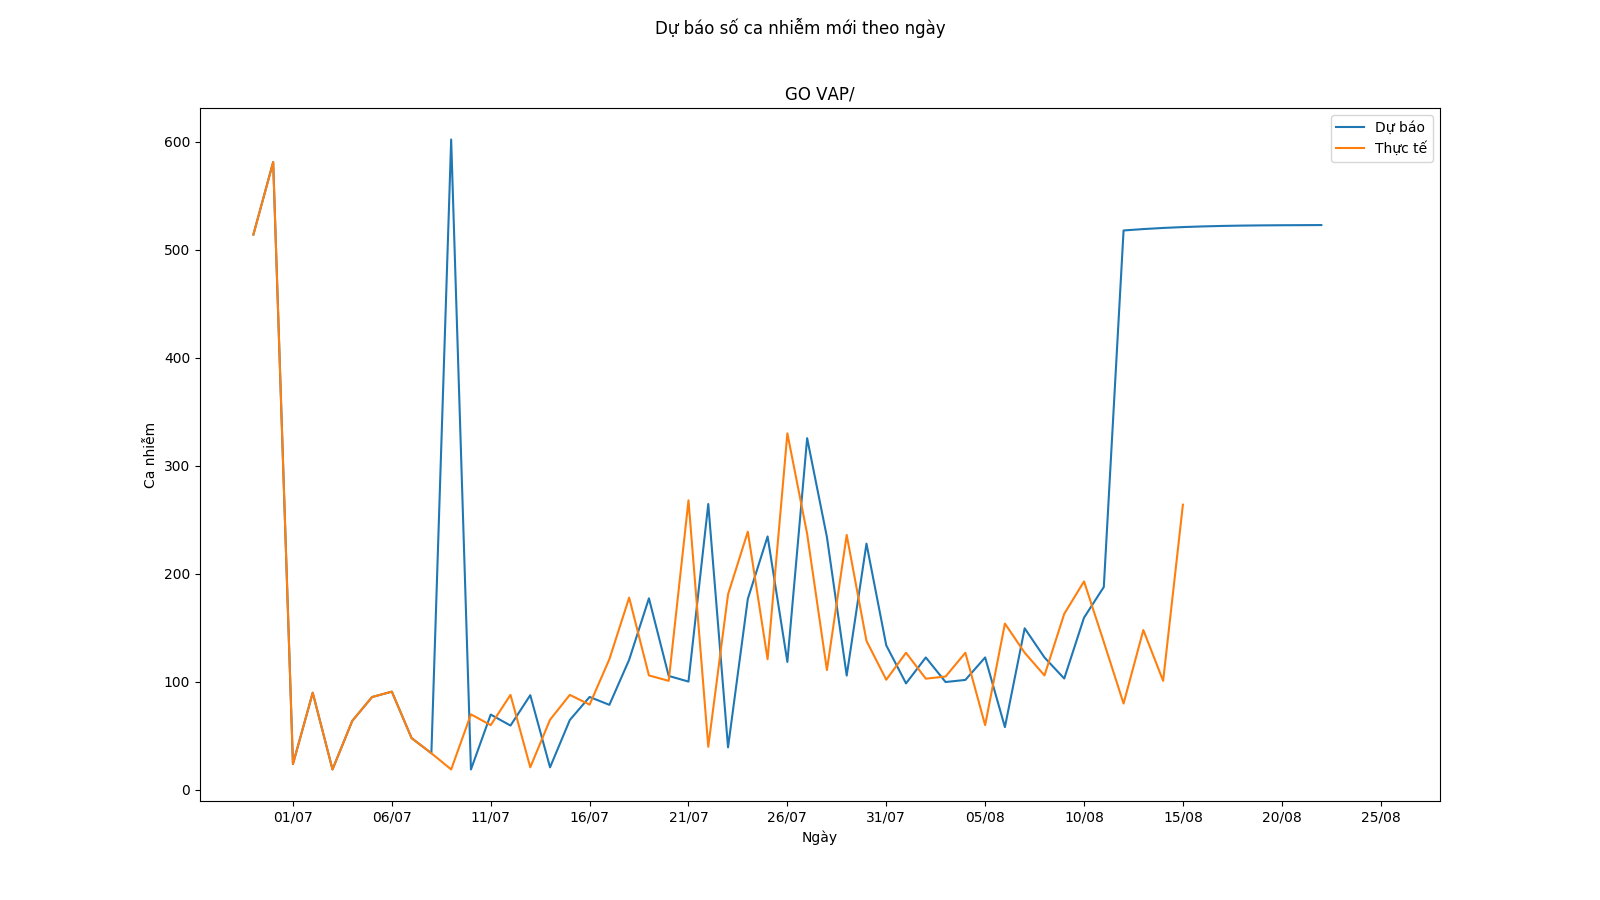 Dự báo số ca nhiễm mới theo ngày
GO VAP/
Dự báo
Thực tế
600
500
400
300
200
100
0
Ca nhiễm
01/07 06/07 11/07 16/07 21/07 26/07 31/07 05/08 10/08 15/08 20/08 25/08
Ngày